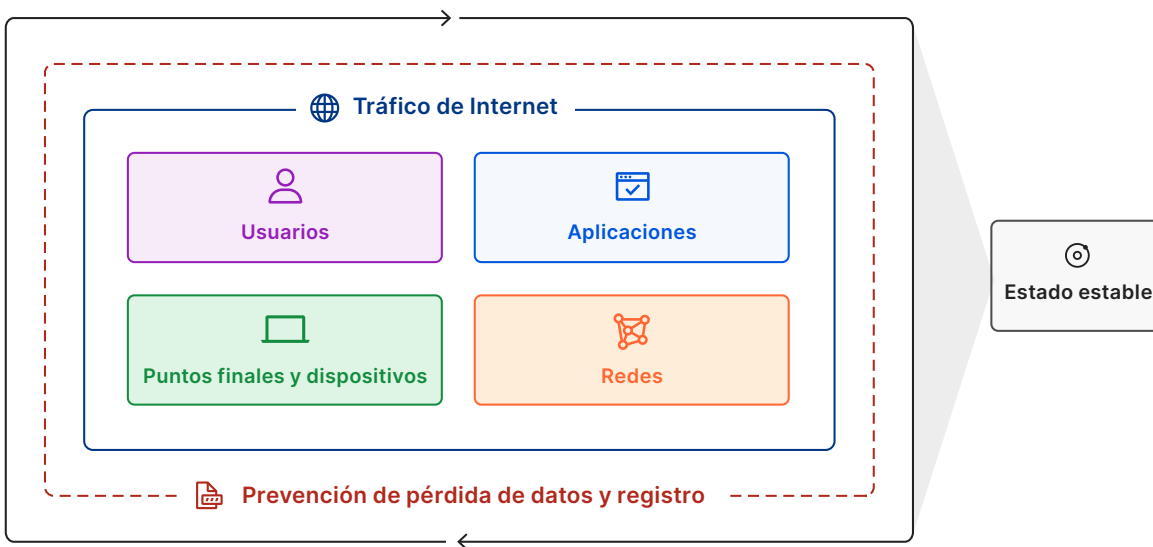 Tráfico de Internet
Usuarios
Aplicaciones
Puntos finales y dispositivos
Redes
Prevención de pérdida de datos y registro
Estado estable